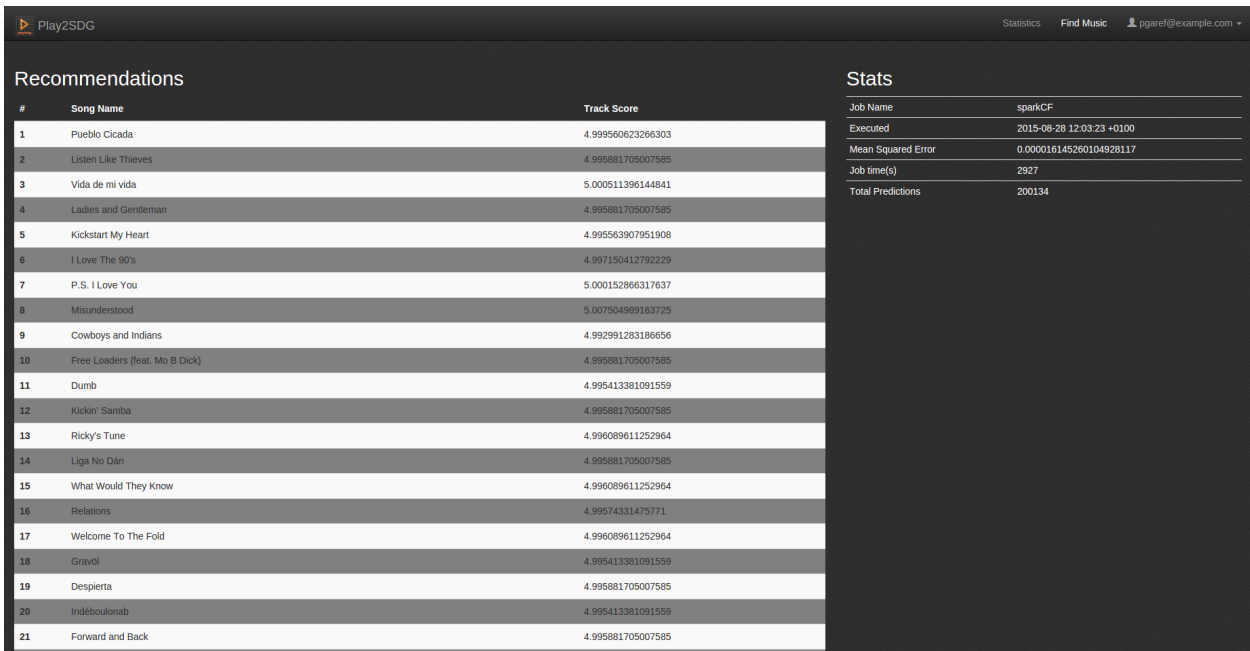 Play2SDG Statistics Find Music pgaref@example.com
Recommendations
# Song Name Track Score
1 Pueblo Cicada 4.999560623266303
2 Listen Like Thieves 4.995881705007585
3 Vida de mi vida 5.000511396144841
4 Ladies and Gentleman 4.995881705007585
5 Kickstart My Heart 4.995563907951908
6 I Love The 90's 4.997150412792229
7 P.S. I Love You 5.000152866317637
8 Misunderstood 5.007504989163725
9 Cowboys and Indians 4.992991283186656
10 Free Loaders (feat. Mo B Dick) 4.995881705007585
11 Dumb 4.995413381091559
12 Kickin' Samba 4.995881705007585
13 Ricky's Tune 4.996089611252964
14 Liga No Dán 4.995881705007585
15 What Would They Know 4.996089611252964
16 Relations 4.99574331475771
17 Welcome To The Fold 4.996089611252964
18 Gravöl 4.995413381091559
19 Despierta 4.995881705007585
20 Indéboulonab 4.995413381091559
21 Forward and Back 4.995881705007585
Stats
Job Name sparkCF
Executed 2015-08-28 12:03:23 +0100
Mean Squared Error 0.000016145260104928117
Job time(s) 2927
Total Predictions 200134